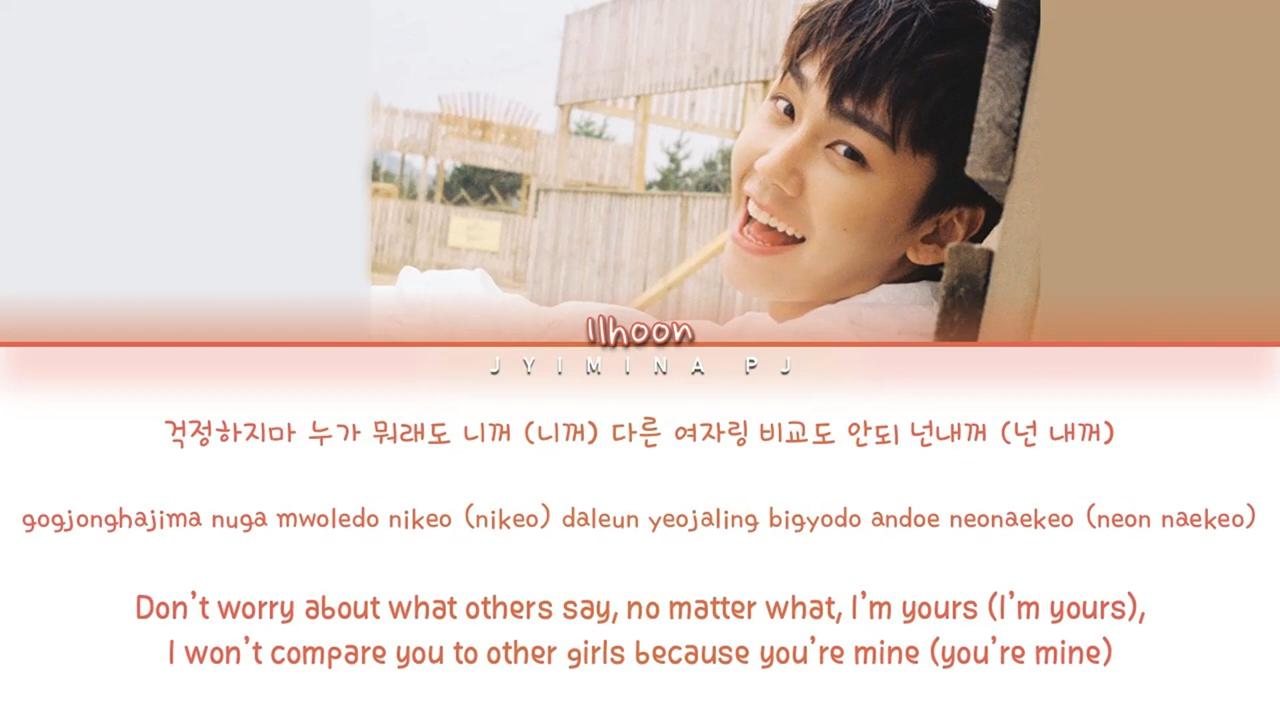 Ilhoon
JYIMINA PJ
걱정하지마 누가 뭐래도 니꺼 (니꺼) 다른 여자링 비교도 안되 넌내꺼 (넌 내꺼)
gogjonghajima nuga mwoledo nikeo (nikeo) daleun yeojaling bigyodo andoe neonaekeo (neon naekeo)
Don't worry about what others say, no matter what, I'm yours (I'm yours),
I won't compare you to other girls because you're mine (you're mine)